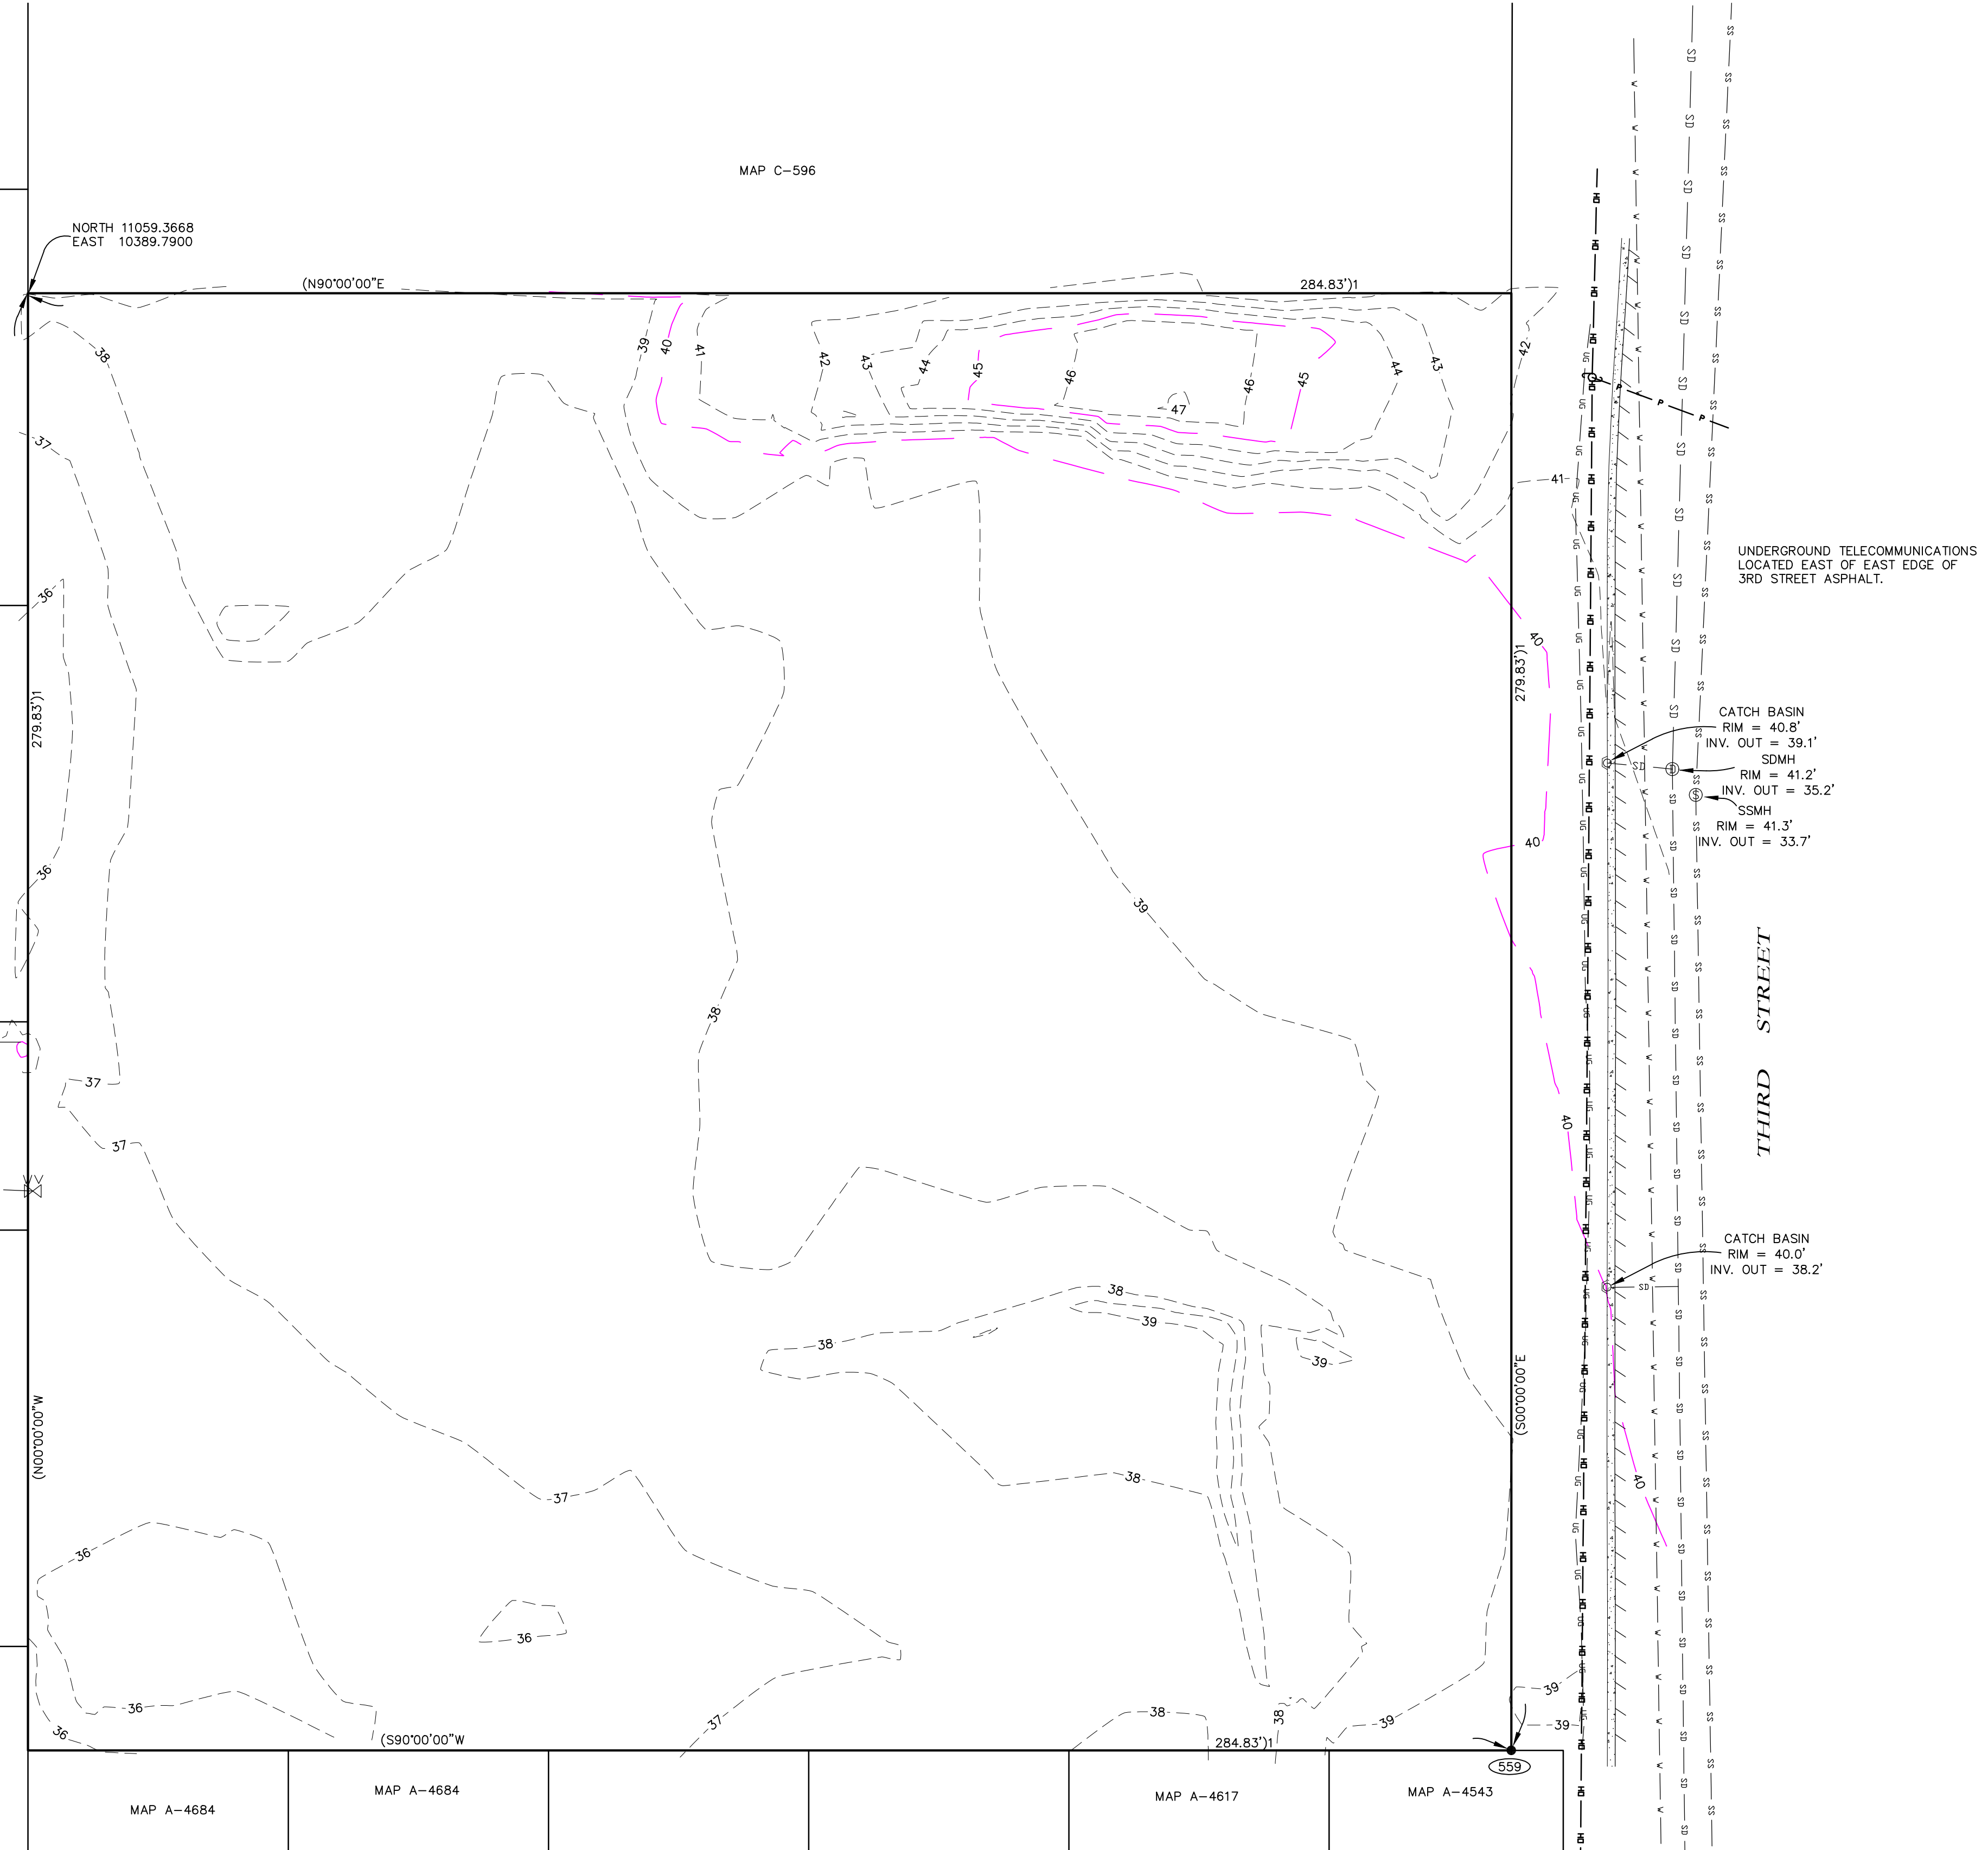 MAP C-596
NORTH 11059.3668
EAST 10389.7900
(N90°00'00"E
284.83')1
38
39
40
41
42
43
44
45
46
47
46
45
44
43
42
41
37
36
UNDERGROUND TELECOMMUNICATIONS
LOCATED EAST OF EAST EDGE OF
3RD STREET ASPHALT.
279.83')1
279.83')1
40
CATCH BASIN
RIM = 40.8'
INV. OUT = 39.1'
SDMH
RIM = 41.2'
INV. OUT = 35.2'
SSMH
RIM = 41.3'
INV. OUT = 33.7'
40
36
39
38
THIRD STREET
37
37
40
CATCH BASIN
RIM = 40.0'
INV. OUT = 38.2'
38
39
38
39
(N00°00'00"W
(S00°00'00"E
38
37
40
36
36
36
36
37
38
38
39
39
39
(S90°00'00"W
284.83')1
559
MAP A-4684
MAP A-4684
MAP A-4617
MAP A-4543
SD
SS
W
UG
P